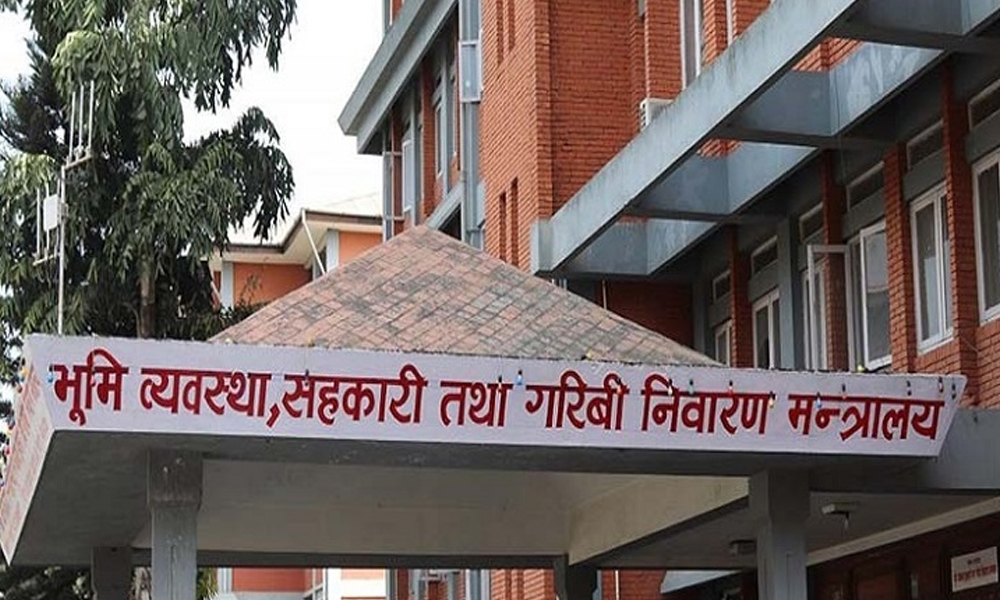 भूमि व्यवस्था,सहकारी तथा गरिबी निवारण मन्त्रालय